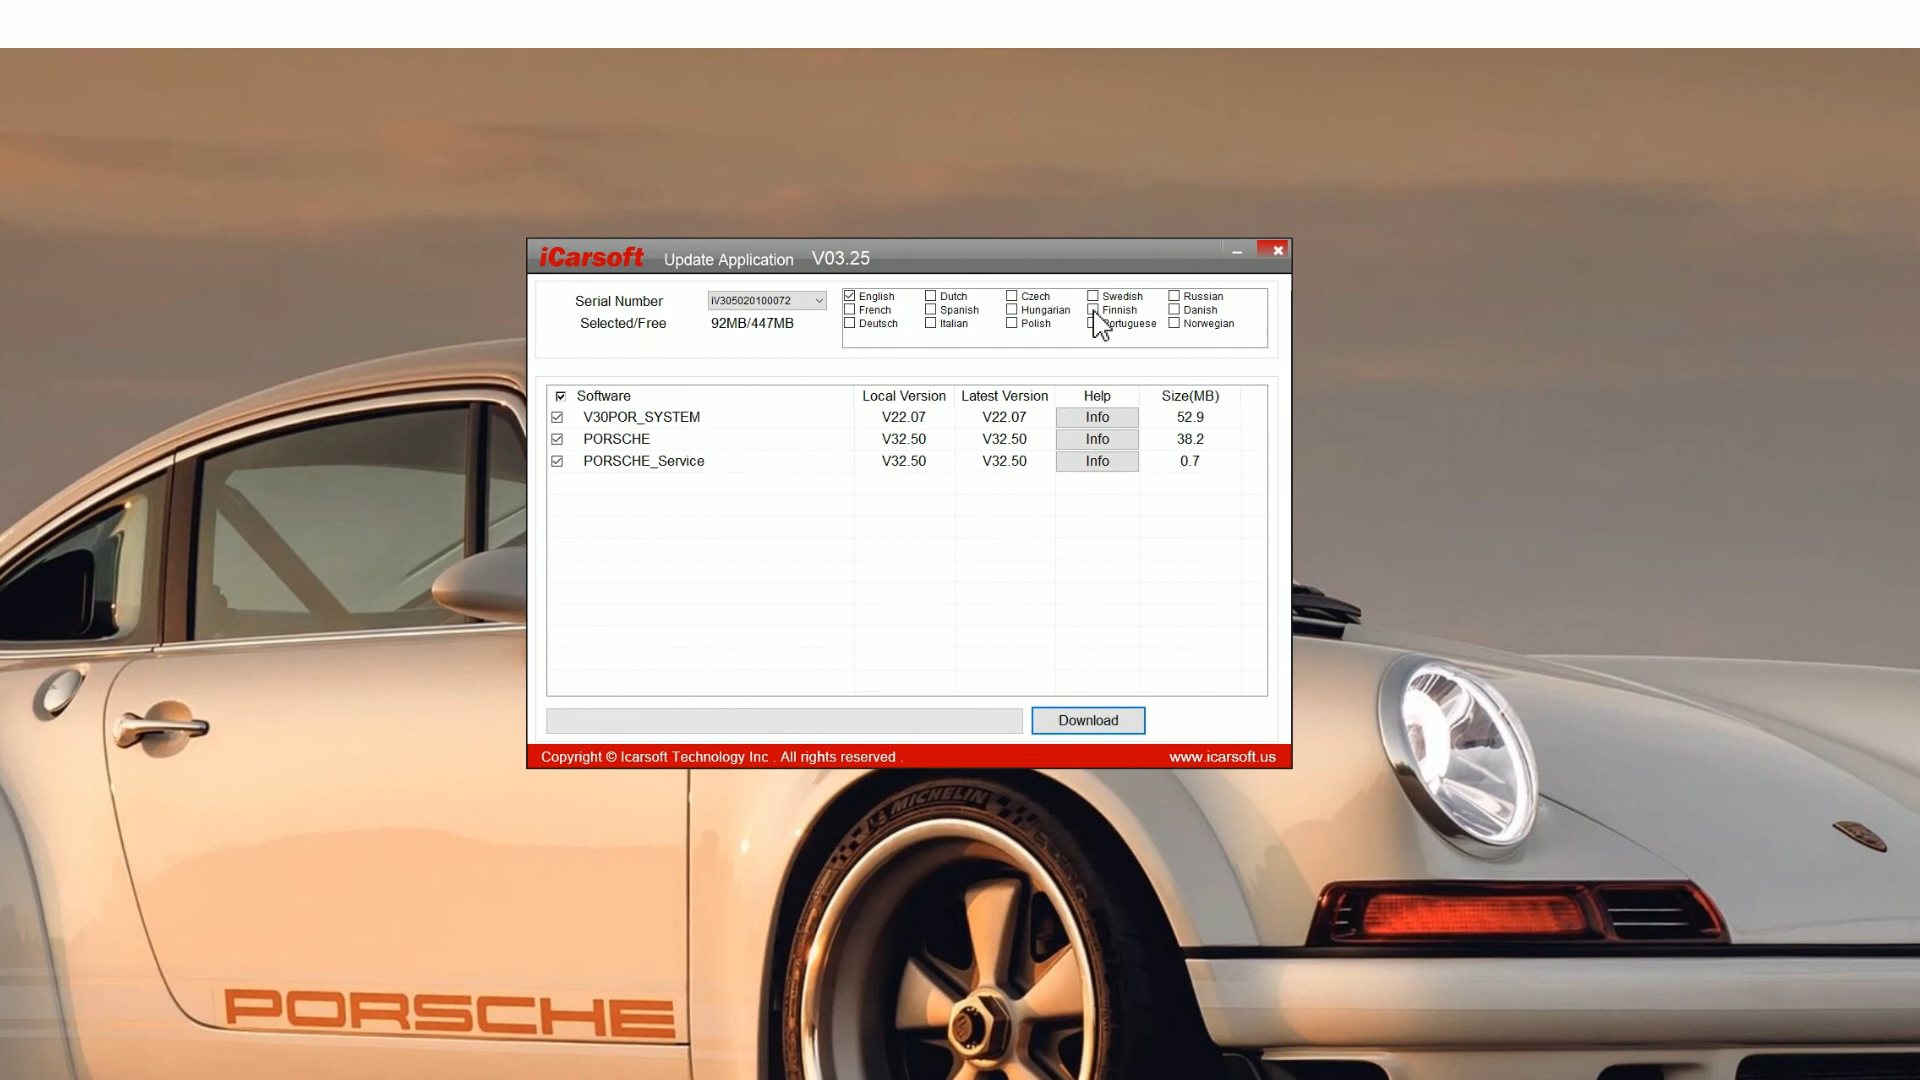 iCarsoft Update Application V03.25
Serial Number iV305020100072
Selected/Free 92MB/447MB
English Dutch Czech Swedish Russian
French Spanish Hungarian Finnish Danish
Deutsch Italian Polish Portuguese Norwegian
Software Local Version Latest Version Help Size(MB)
V30POR_SYSTEM V22.07 V22.07 Info 52.9
PORSCHE V32.50 V32.50 Info 38.2
PORSCHE_Service V32.50 V32.50 Info 0.7
Download
Copyright © Icarsoft Technology Inc . All rights reserved . www.icarsoft.us
MICHELIN
PORSCHE